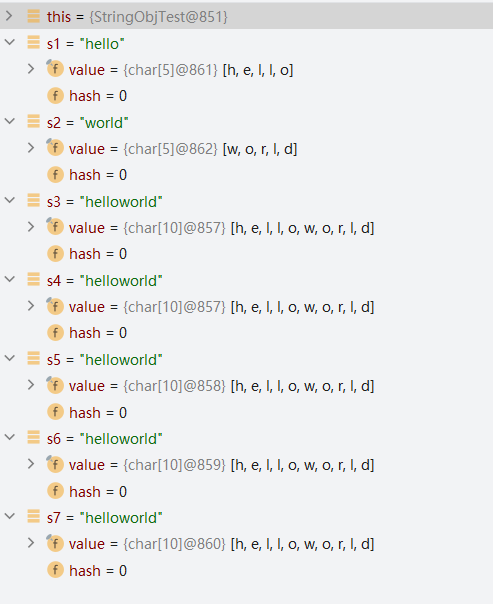 this = {StringObjTest@851}
s1 = "hello"
f value = {char[5]@861} [h, e, l, l, o]
f hash = 0
s2 = "world"
f value = {char[5]@862} [w, o, r, l, d]
f hash = 0
s3 = "helloworld"
f value = {char[10]@857} [h, e, l, l, o, w, o, r, l, d]
f hash = 0
s4 = "helloworld"
f value = {char[10]@857} [h, e, l, l, o, w, o, r, l, d]
f hash = 0
s5 = "helloworld"
f value = {char[10]@858} [h, e, l, l, o, w, o, r, l, d]
f hash = 0
s6 = "helloworld"
f value = {char[10]@859} [h, e, l, l, o, w, o, r, l, d]
f hash = 0
s7 = "helloworld"
f value = {char[10]@860} [h, e, l, l, o, w, o, r, l, d]
f hash = 0